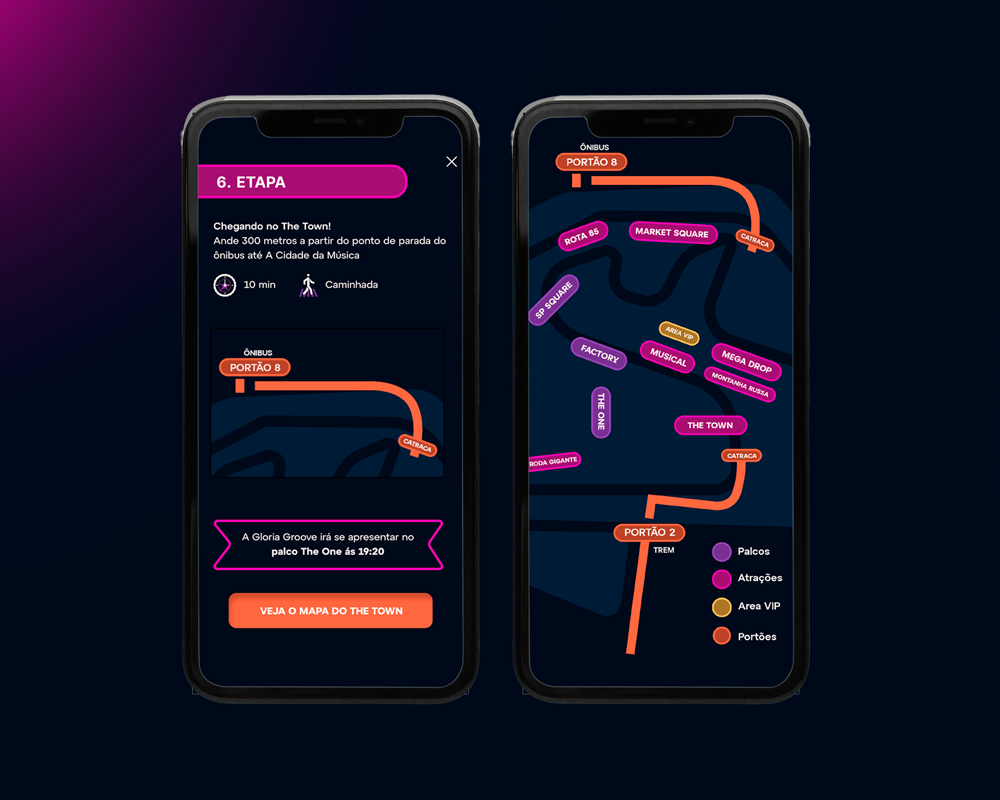 6. ETAPA
Chegando no The Town!
Ande 300 metros a partir do ponto de parada do
ônibus até A Cidade da Música
10 min
Caminhada
ÔNIBUS
PORTÃO 8
CATRACA
A Gloria Groove irá se apresentar no
palco The One ás 19:20
VEJA O MAPA DO THE TOWN
ÔNIBUS
PORTÃO 8
ROTA 85
MARKET SQUARE
CATRACA
SP SQUARE
AREA VIP
FACTORY
MUSICAL
MEGA DROP
MONTANHA RUSSA
THE ONE
THE TOWN
RODA GIGANTE
CATRACA
PORTÃO 2
TREM
Palcos
Atrações
Area VIP
Portões